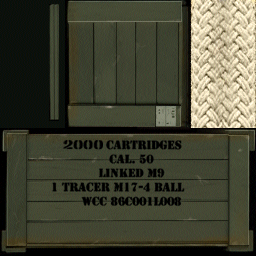 2000 CARTRIDGES
CAL. 50
LINKED M9
1 TRACER M17-4 BALL
WCC 86C001L008